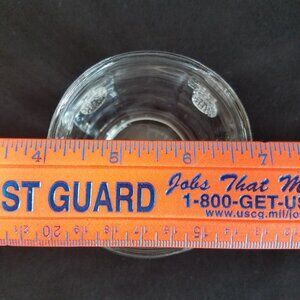 4 5 6 7
ST GUARD
Jobs That M
1-800-GET-US
www.uscg.mil/jo